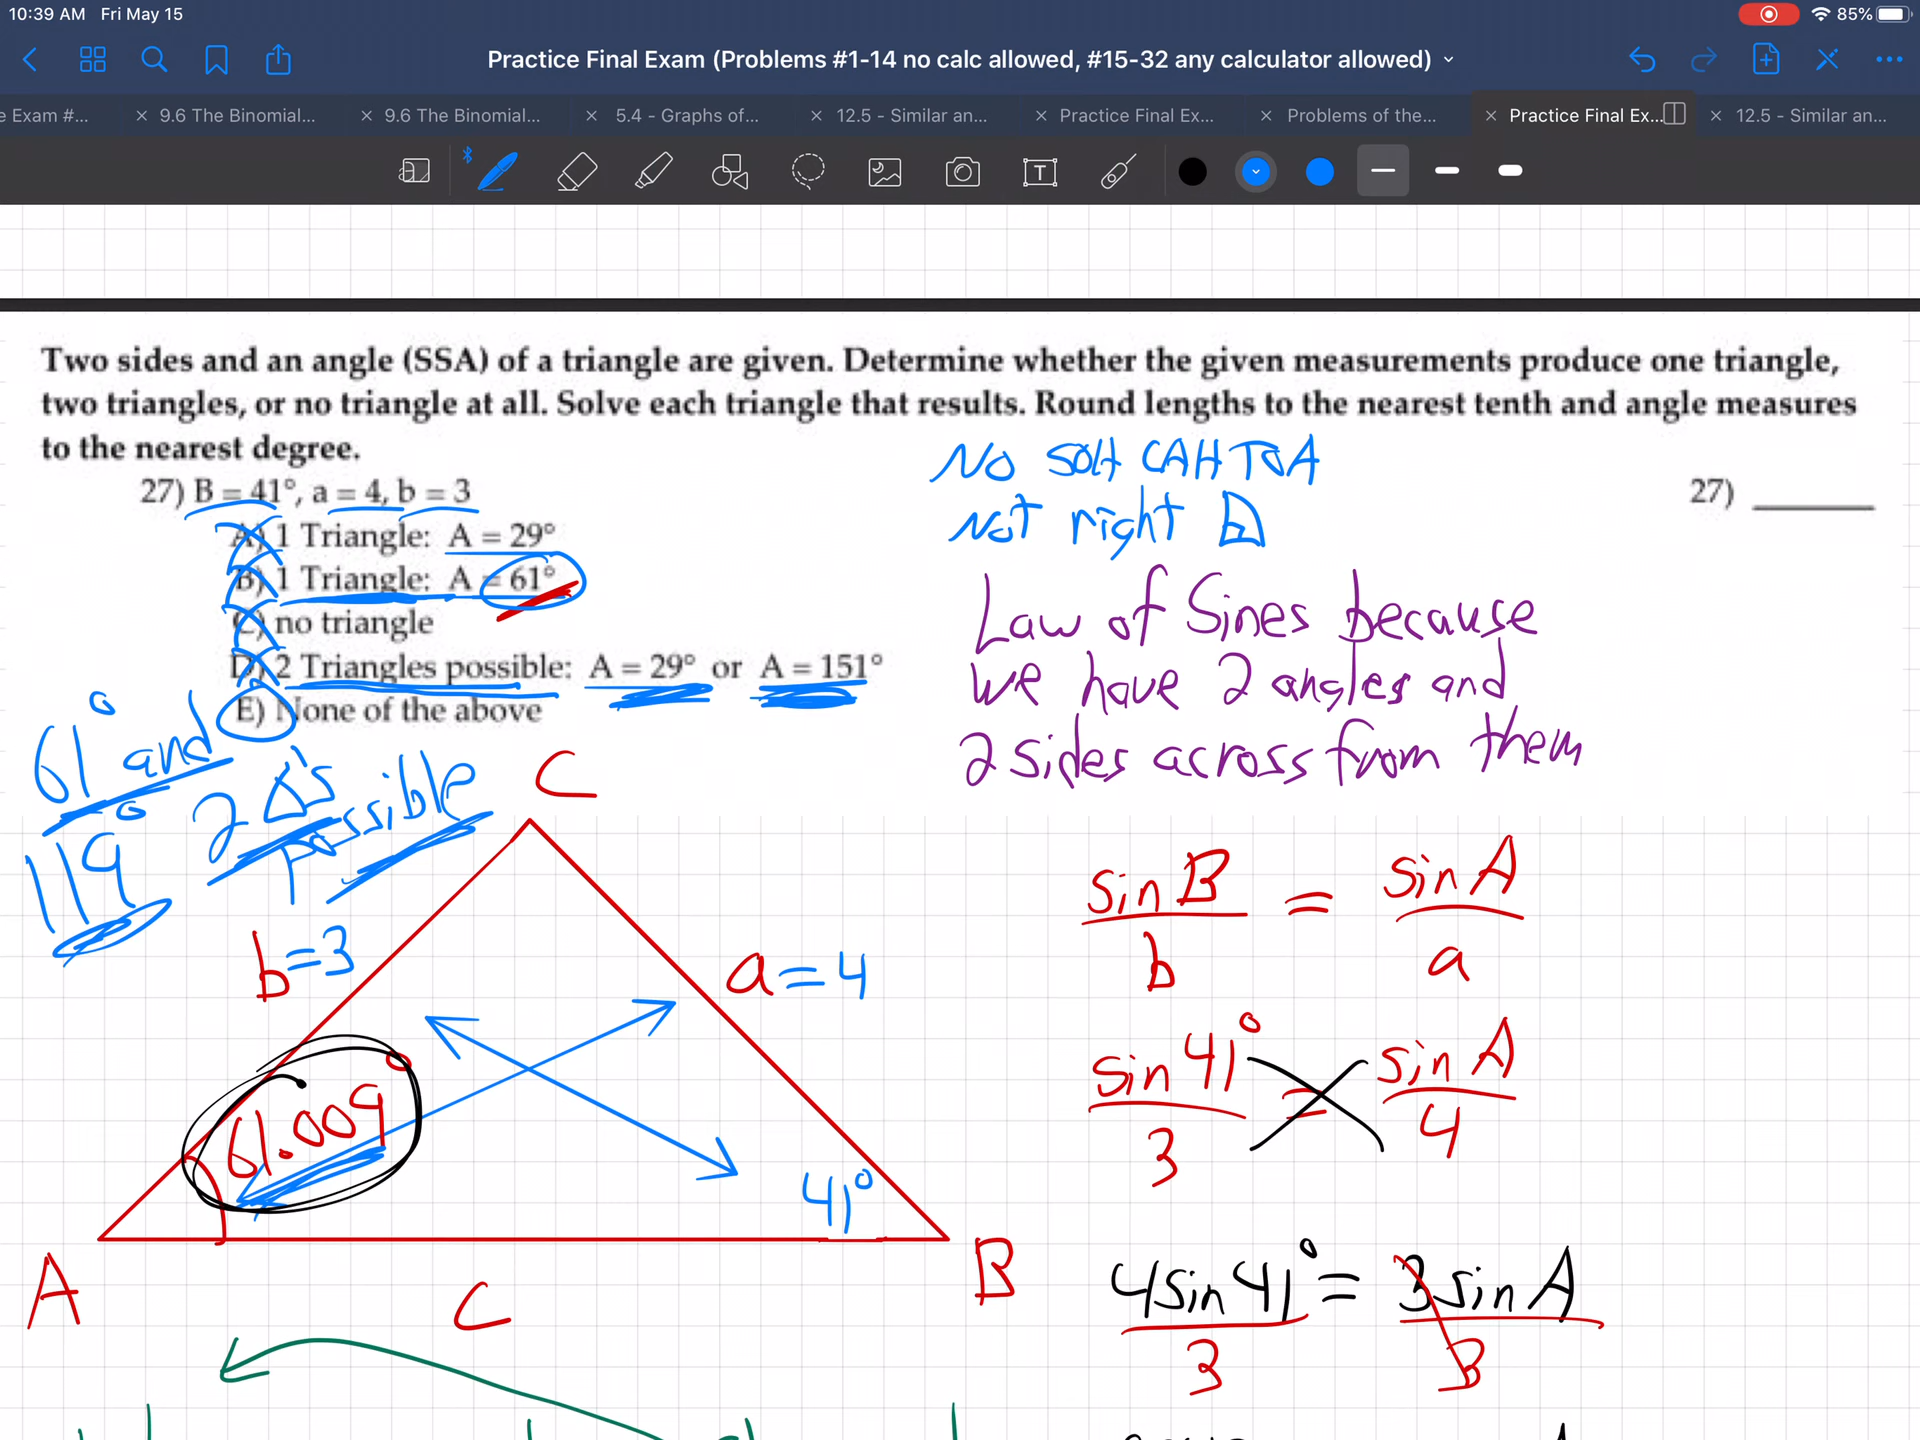 10:39 AM Fri May 15
85%
Practice Final Exam (Problems #1-14 no calc allowed, #15-32 any calculator allowed)
e Exam #...
9.6 The Binomial...
9.6 The Binomial...
5.4 - Graphs of...
12.5 - Similar an...
Practice Final Ex...
Problems of the...
Practice Final Ex...
12.5 - Similar an...
T
Two sides and an angle (SSA) of a triangle are given. Determine whether the given measurements produce one triangle,
two triangles, or no triangle at all. Solve each triangle that results. Round lengths to the nearest tenth and angle measures
to the nearest degree.
27) B = 41°, a = 4, b = 3
27)
A) 1 Triangle: A = 29°
B) 1 Triangle: A = 61°
C) no triangle
D) 2 Triangles possible: A = 29° or A = 151°
E) None of the above
No SOH CAH TOA
Not right
Law of Sines because
we have 2 angles and
2 sides across from them
61° and
119°
2 Δ's
possible
C
b=3
a=4
61.009°
41°
A
B
C
sin B / b = sin A / a
sin 41° / 3 = sin A / 4
4 sin 41° / 3 = 3 sin A / 3